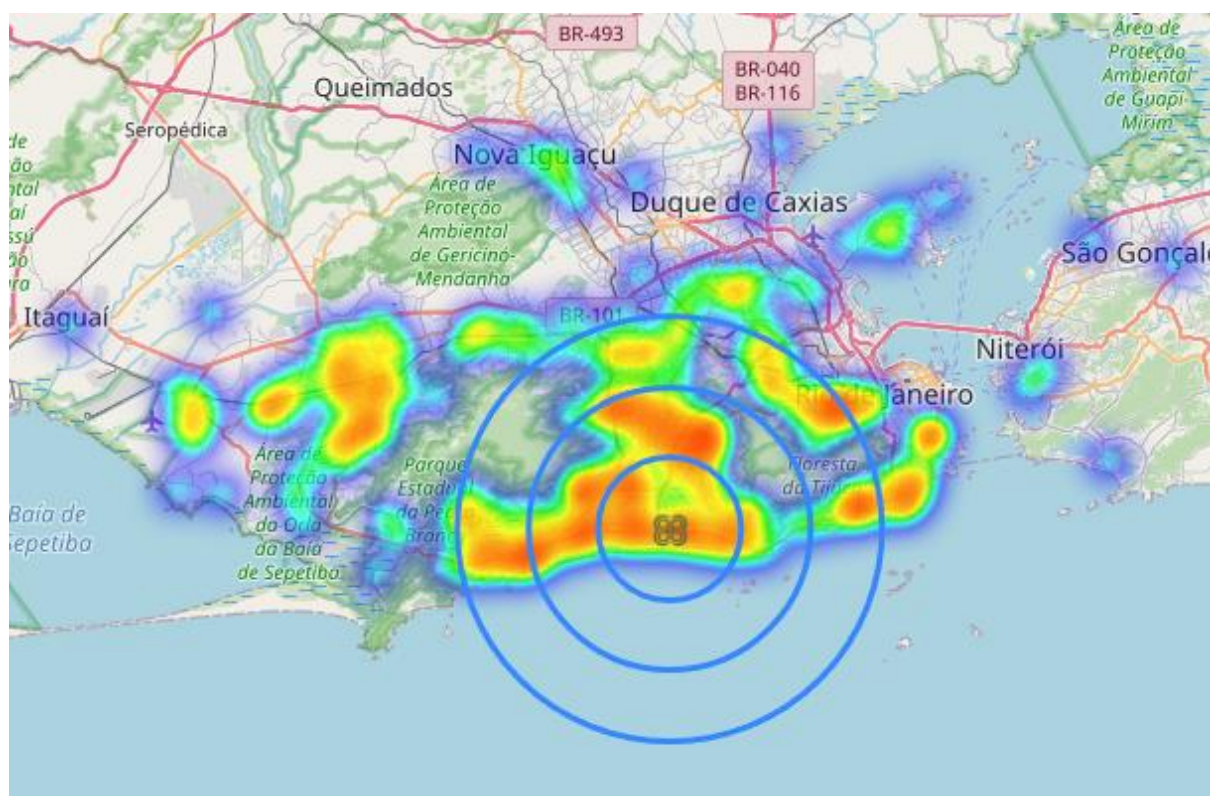 BR-493
BR-040
BR-116
Área de
Proteção
Ambiental
de Guapi-
Mirim
Queimados
Seropédica
Nova Iguaçu
Área de
Proteção
Ambiental
de Gericinó-
Mendanha
Duque de Caxias
São Gonçalo
Itaguaí
BR-101
Niterói
Rio de Janeiro
Área de
Proteção
Ambiental
da Orla
da Baía
de Sepetiba
Parque
Estadual
da Pedra
Branca
Floresta
da Tijuca
Baía de
Sepetiba